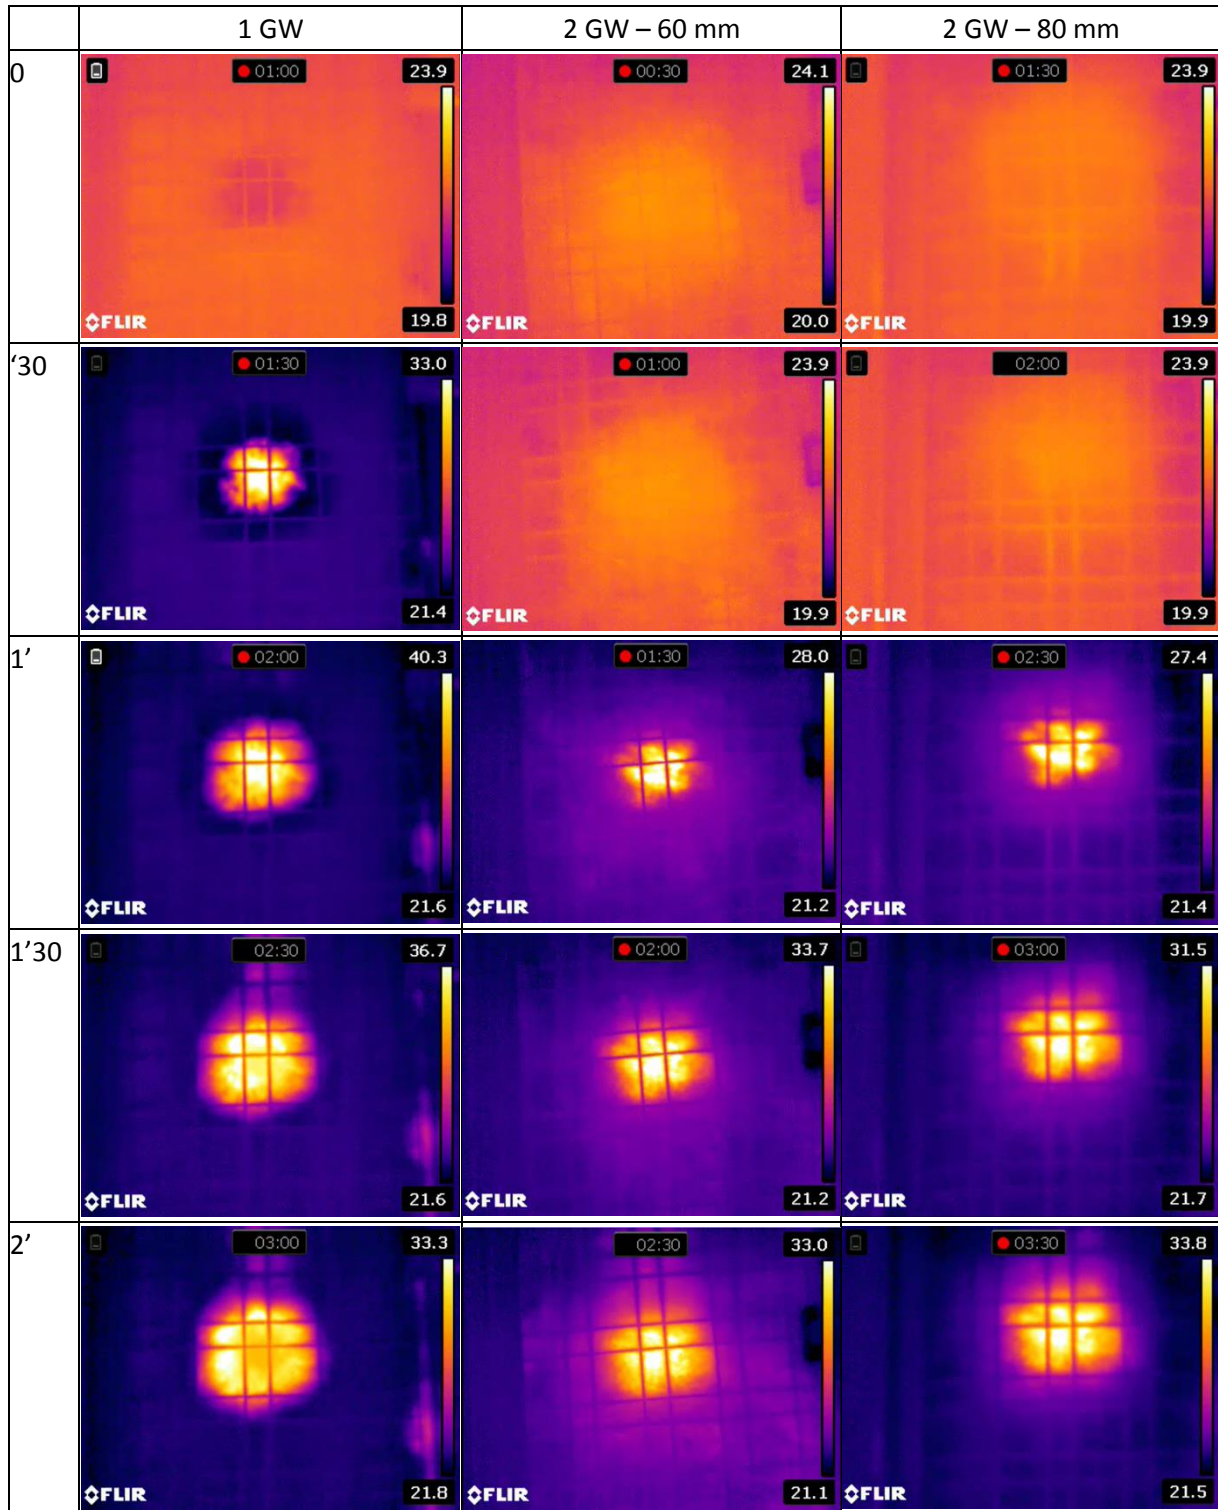 1 GW 2 GW – 60 mm 2 GW – 80 mm
0
01:00 23.9
FLIR 19.8
00:30 24.1
FLIR 20.0
01:30 23.9
FLIR 19.9
‘30
01:30 33.0
FLIR 21.4
01:00 23.9
FLIR 19.9
02:00 23.9
FLIR 19.9
1’
02:00 40.3
FLIR 21.6
01:30 28.0
FLIR 21.2
02:30 27.4
FLIR 21.4
1’30
02:30 36.7
FLIR 21.6
02:00 33.7
FLIR 21.2
03:00 31.5
FLIR 21.7
2’
03:00 33.3
FLIR 21.8
02:30 33.0
FLIR 21.1
03:30 33.8
FLIR 21.5